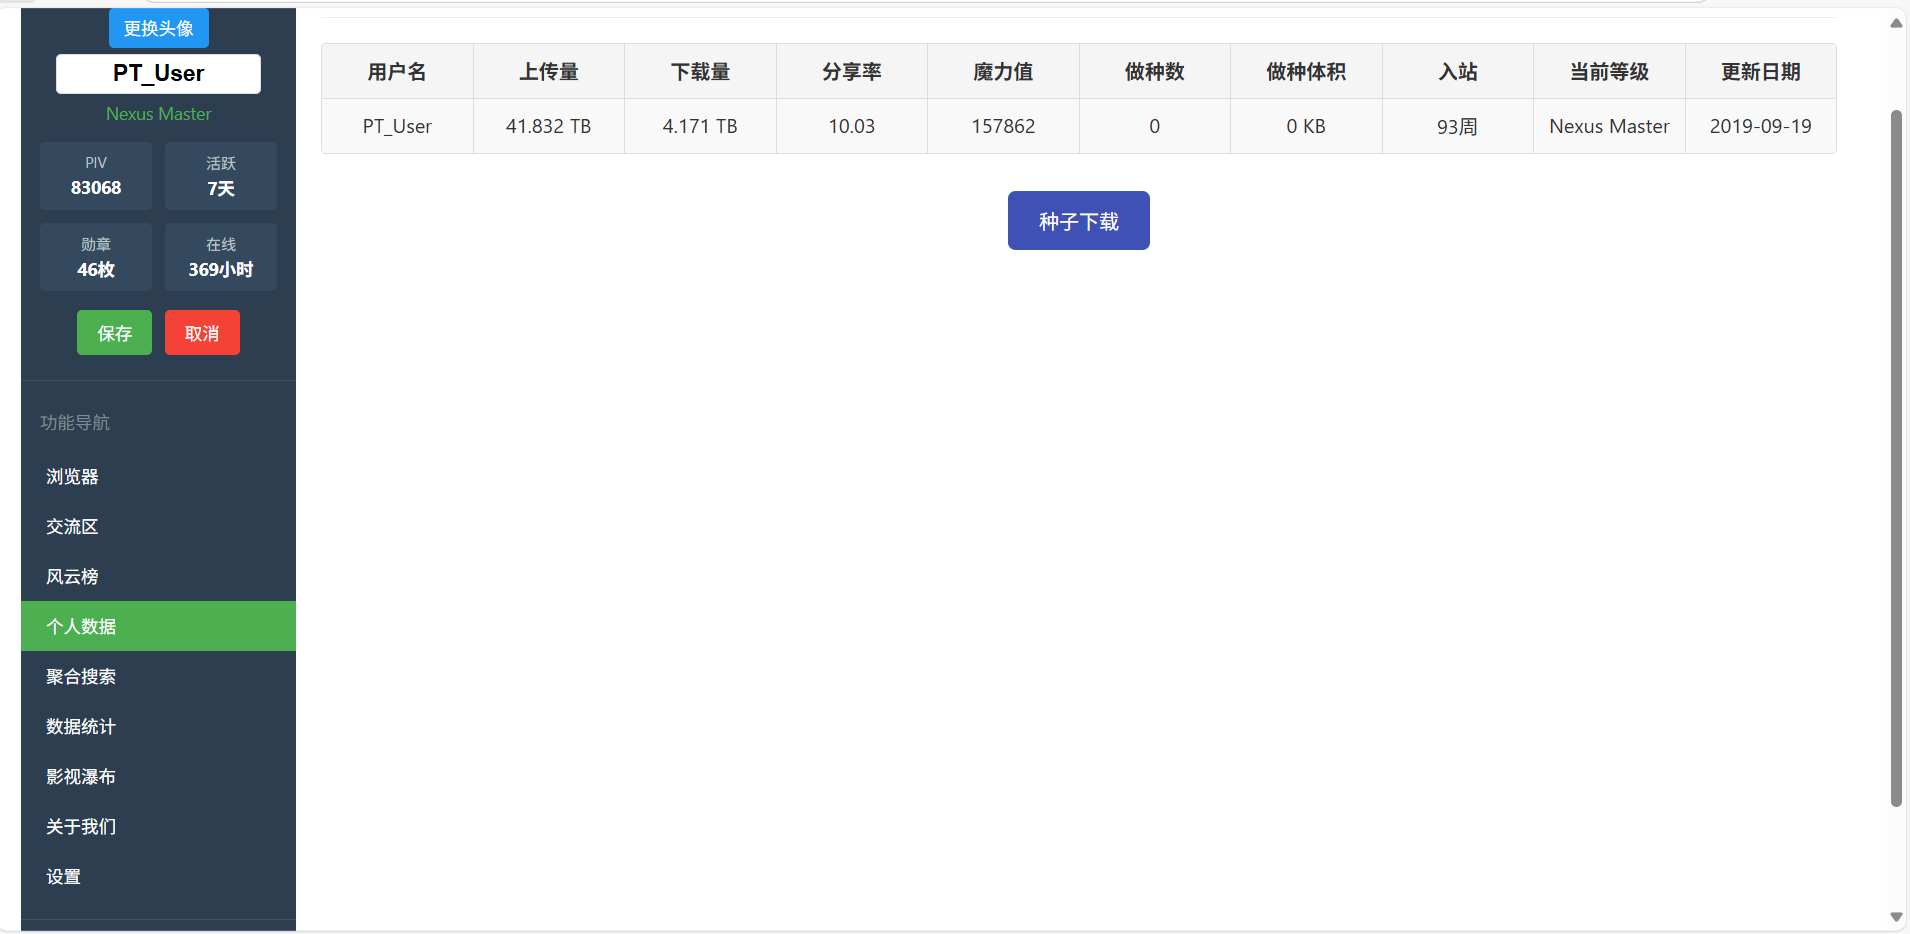 更换头像
PT_User
Nexus Master
PIV
83068
活跃
7天
勋章
46枚
在线
369小时
保存
取消
功能导航
浏览器
交流区
风云榜
个人数据
聚合搜索
数据统计
影视瀑布
关于我们
设置
用户名 上传量 下载量 分享率 魔力值 做种数 做种体积 入站 当前等级 更新日期
PT_User 41.832 TB 4.171 TB 10.03 157862 0 0 KB 93周 Nexus Master 2019-09-19
种子下载